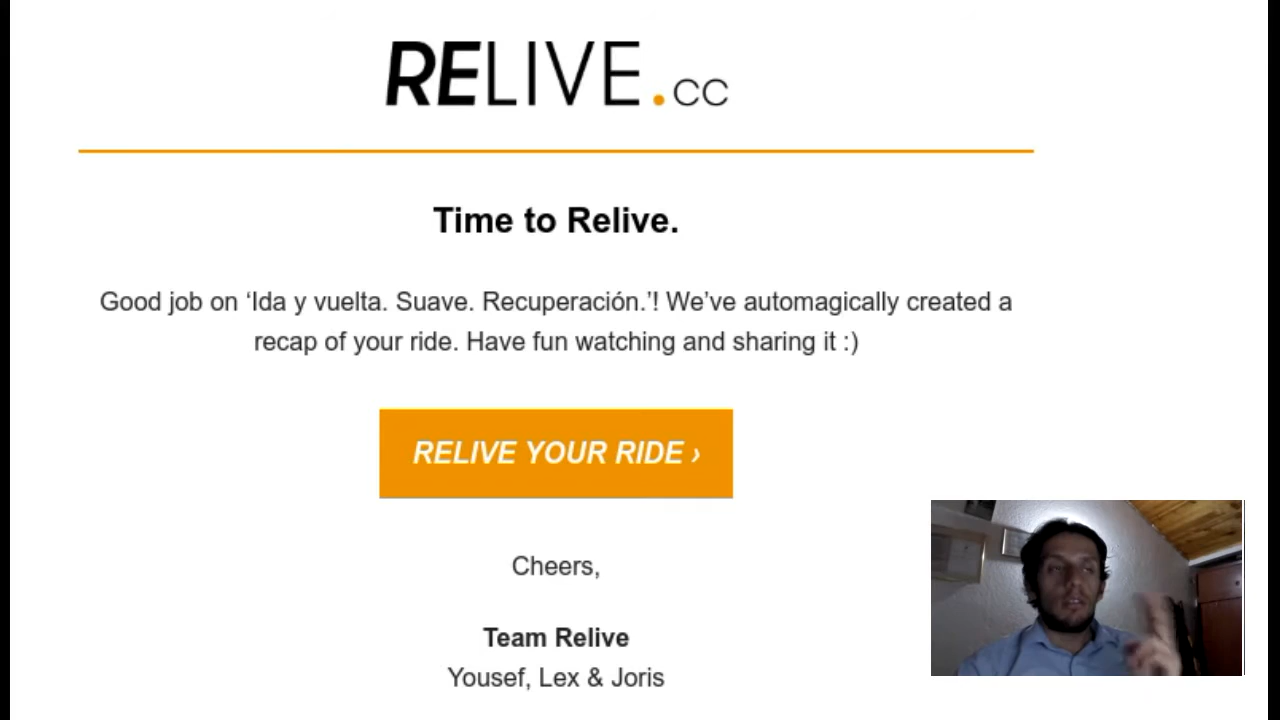 RELIVE.cc
Time to Relive.
Good job on ‘Ida y vuelta. Suave. Recuperación.’! We’ve automagically created a
recap of your ride. Have fun watching and sharing it :)
RELIVE YOUR RIDE ›
Cheers,
Team Relive
Yousef, Lex & Joris